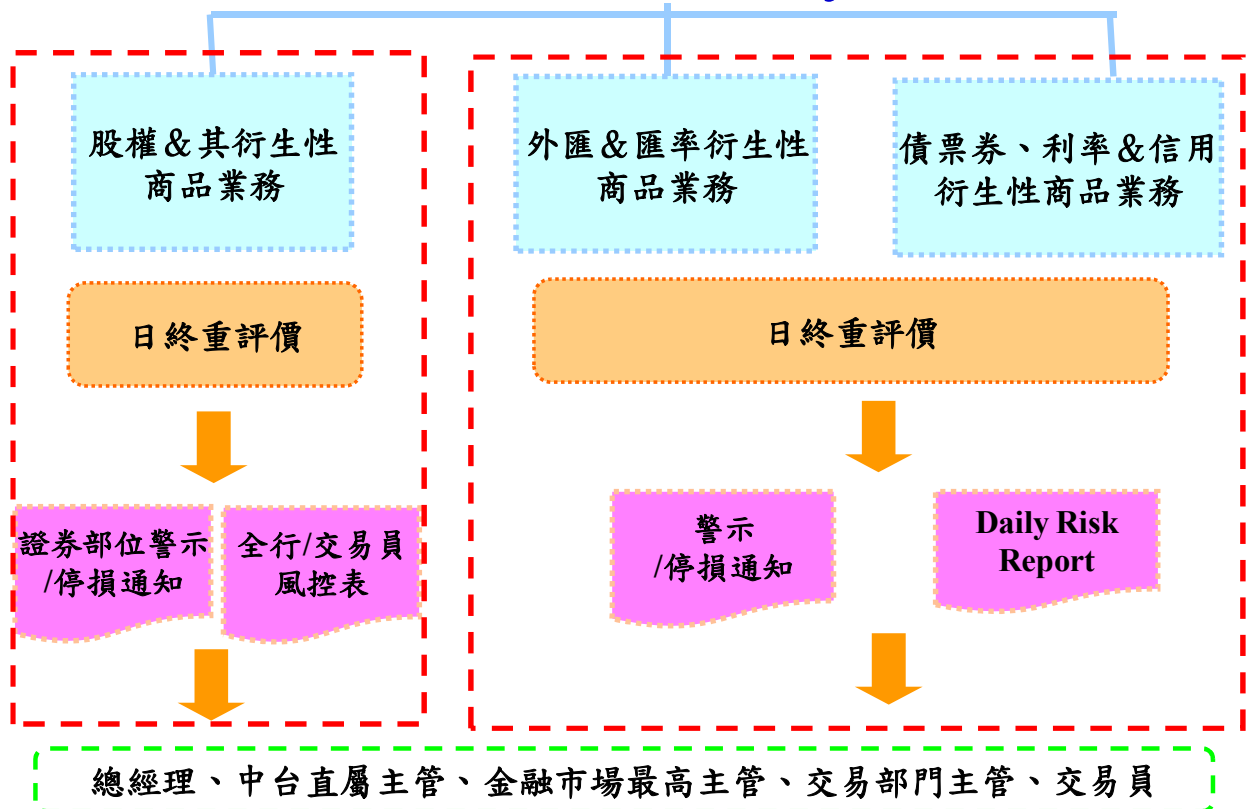 股權&其衍生性
商品業務
外匯&匯率衍生性
商品業務
債票券、利率&信用
衍生性商品業務
日終重評價
日終重評價
證券部位警示
/停損通知
全行/交易員
風控表
警示
/停損通知
Daily Risk
Report
總經理、中台直屬主管、金融市場最高主管、交易部門主管、交易員